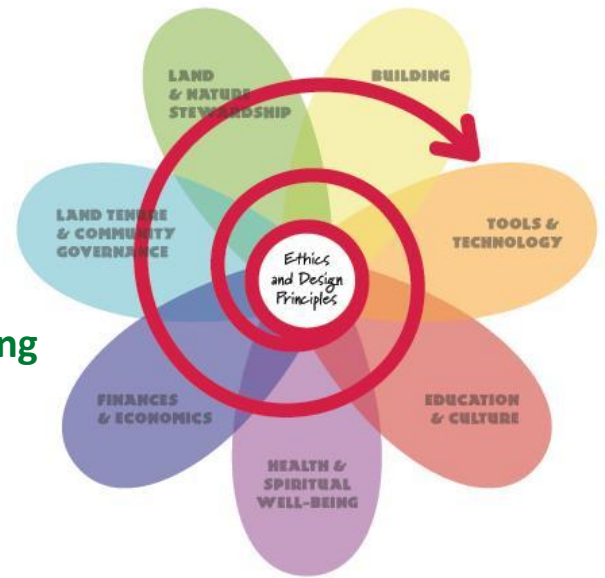 LAND
& NATURE
STEWARDSHIP
BUILDING
LAND TENURE
& COMMUNITY
GOVERNANCE
TOOLS &
TECHNOLOGY
Ethics
and Design
Principles
ng
FINANCES
& ECONOMICS
EDUCATION
& CULTURE
HEALTH &
SPIRITUAL
WELL-BEING